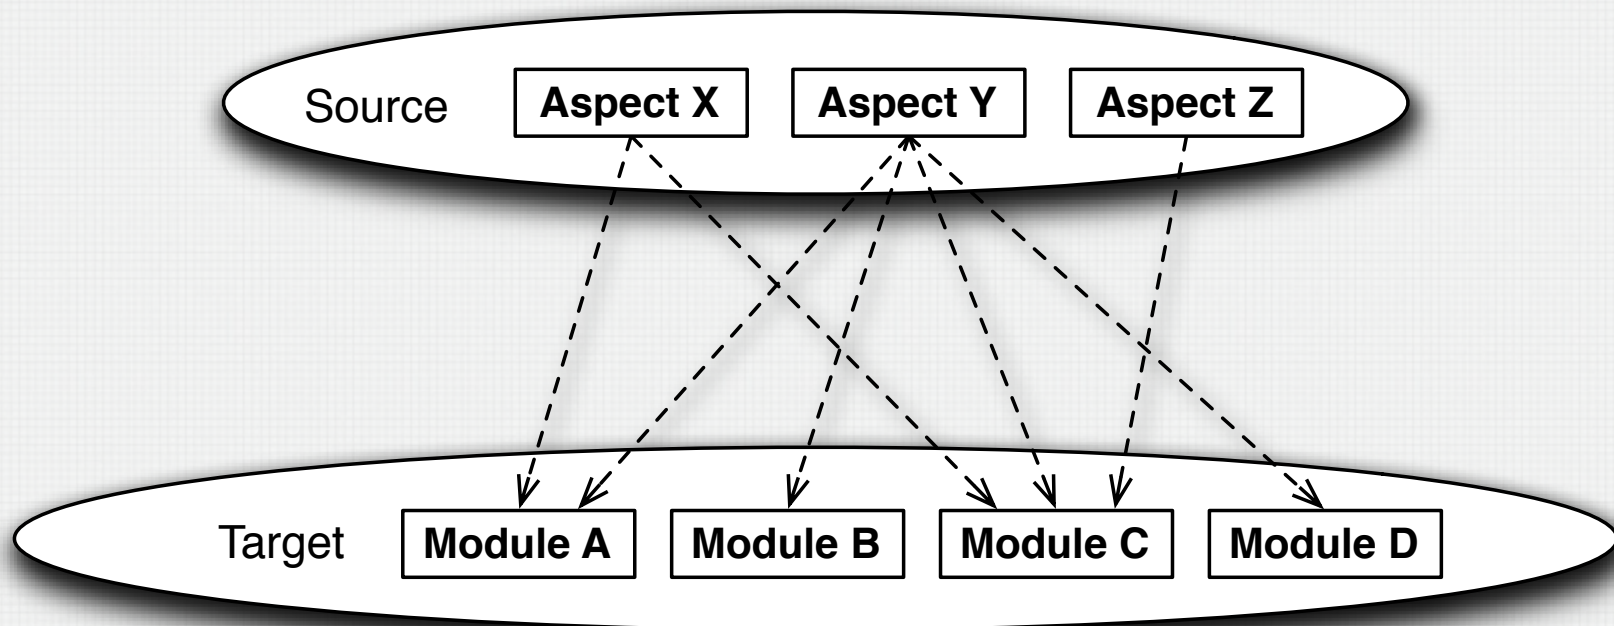 Source
Aspect X
Aspect Y
Aspect Z
Target
Module A
Module B
Module C
Module D